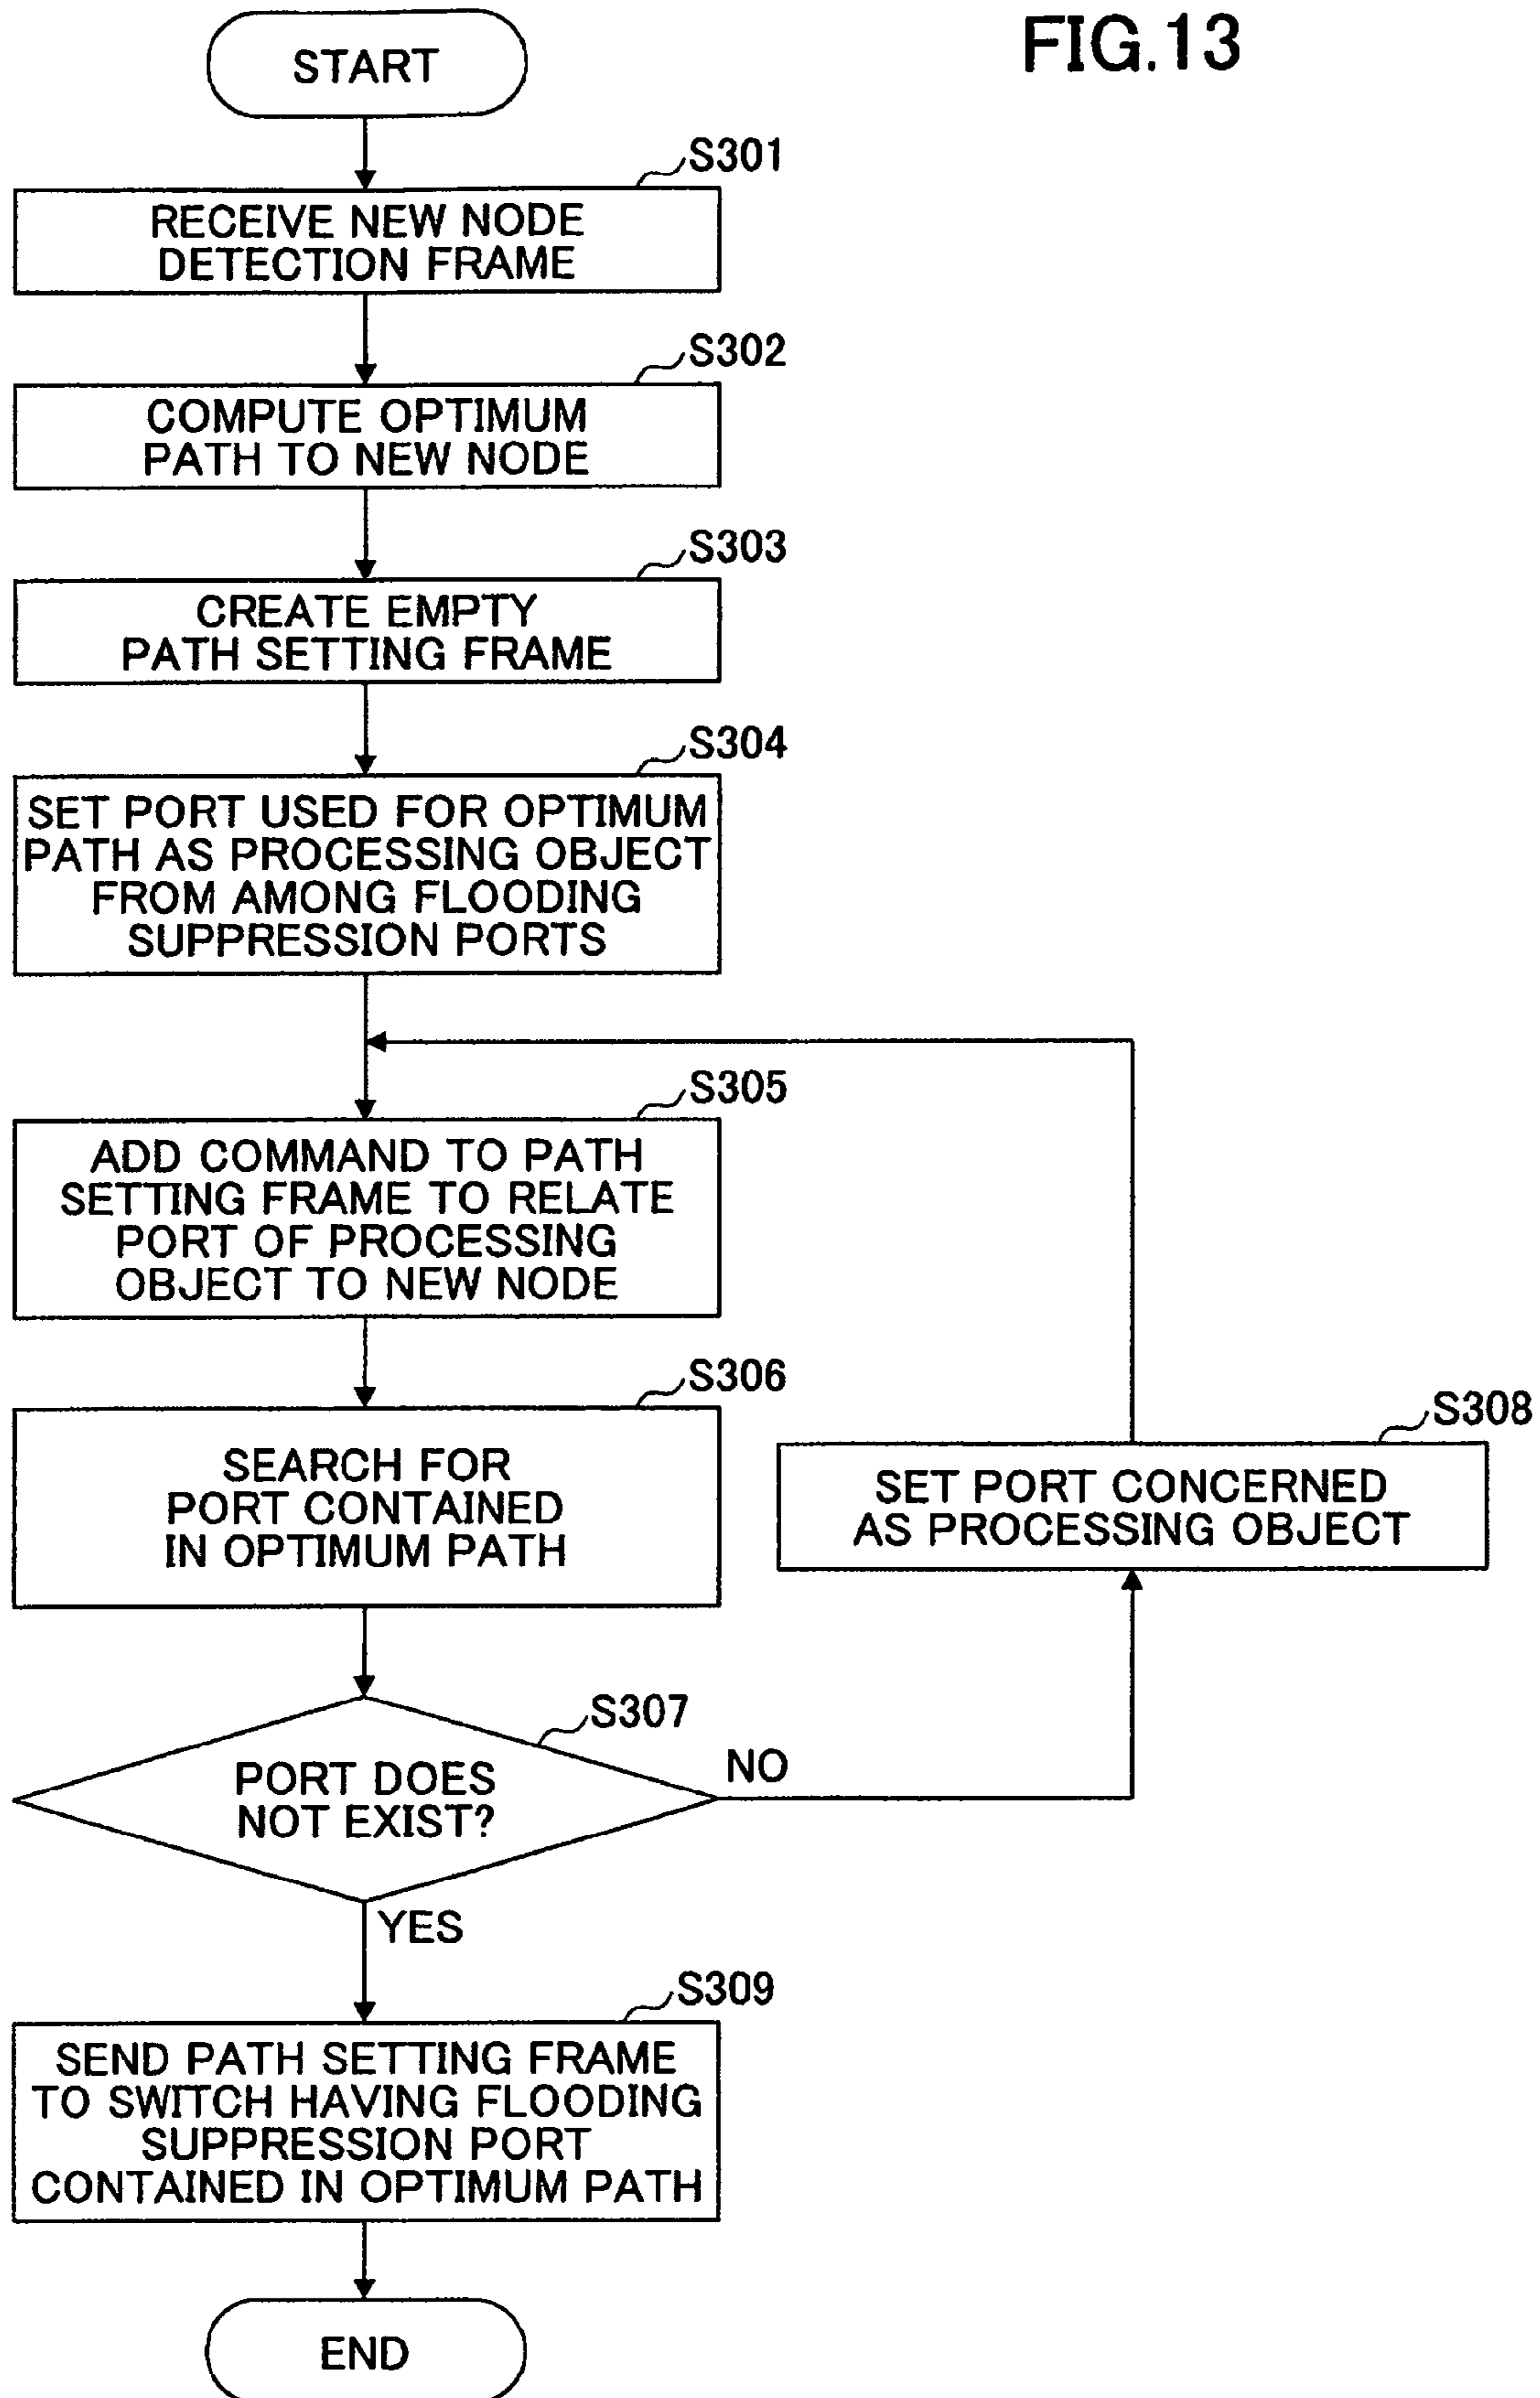 FIG.13
START
S301
RECEIVE NEW NODE
DETECTION FRAME
S302
COMPUTE OPTIMUM
PATH TO NEW NODE
S303
CREATE EMPTY
PATH SETTING FRAME
S304
SET PORT USED FOR OPTIMUM
PATH AS PROCESSING OBJECT
FROM AMONG FLOODING
SUPPRESSION PORTS
S305
ADD COMMAND TO PATH
SETTING FRAME TO RELATE
PORT OF PROCESSING
OBJECT TO NEW NODE
S306
SEARCH FOR
PORT CONTAINED
IN OPTIMUM PATH
S308
SET PORT CONCERNED
AS PROCESSING OBJECT
S307
PORT DOES
NOT EXIST?
NO
YES
S309
SEND PATH SETTING FRAME
TO SWITCH HAVING FLOODING
SUPPRESSION PORT
CONTAINED IN OPTIMUM PATH
END